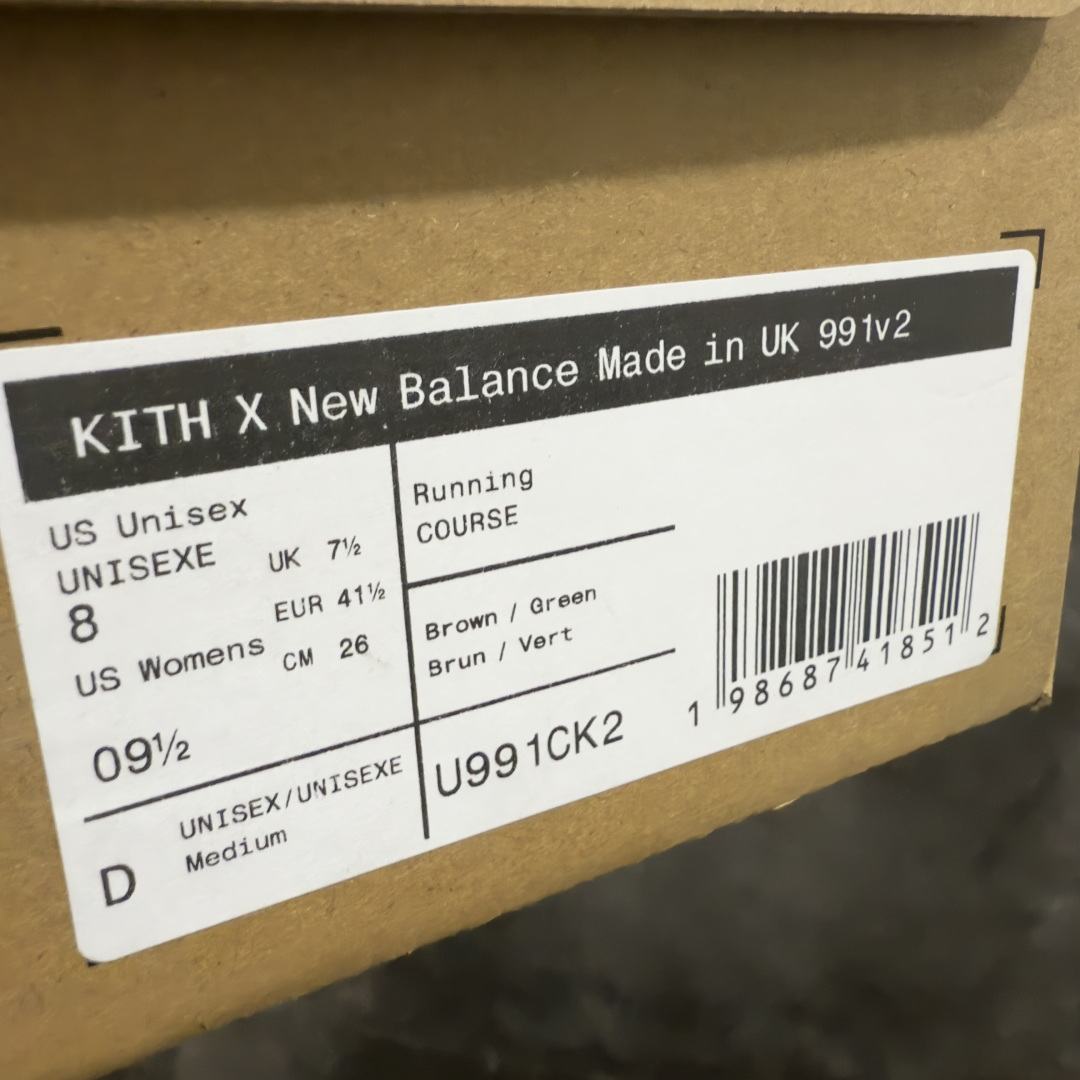 KITH X New Balance Made in UK 991v2
US Unisex
UNISEXE
8
US Womens
09½
UK 7½
EUR 41½
CM 26
Running
COURSE
Brown / Green
Brun / Vert
U991CK2
D
UNISEX/UNISEXE
Medium
1 98687 41851 2